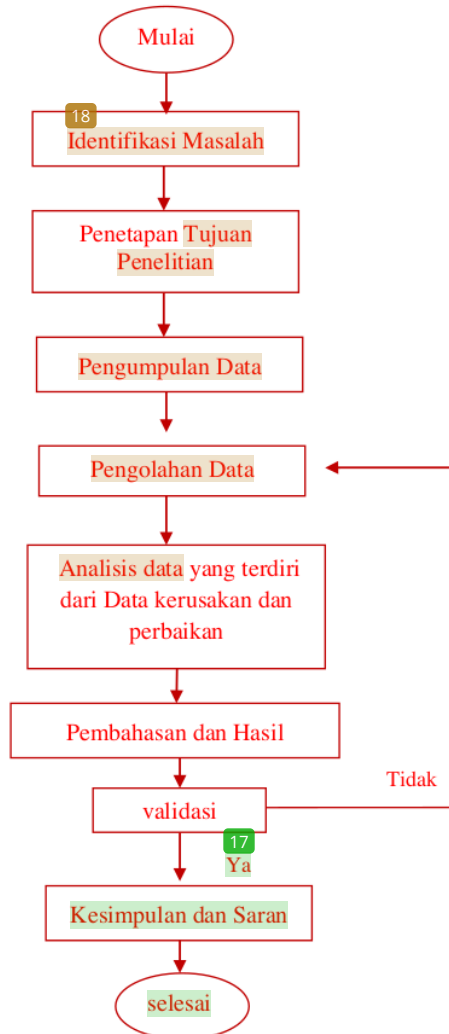 Mulai
18
Identifikasi Masalah
Penetapan Tujuan
Penelitian
Pengumpulan Data
Pengolahan Data
Analisis data yang terdiri
dari Data kerusakan dan
perbaikan
Pembahasan dan Hasil
Tidak
validasi
17
Ya
Kesimpulan dan Saran
selesai